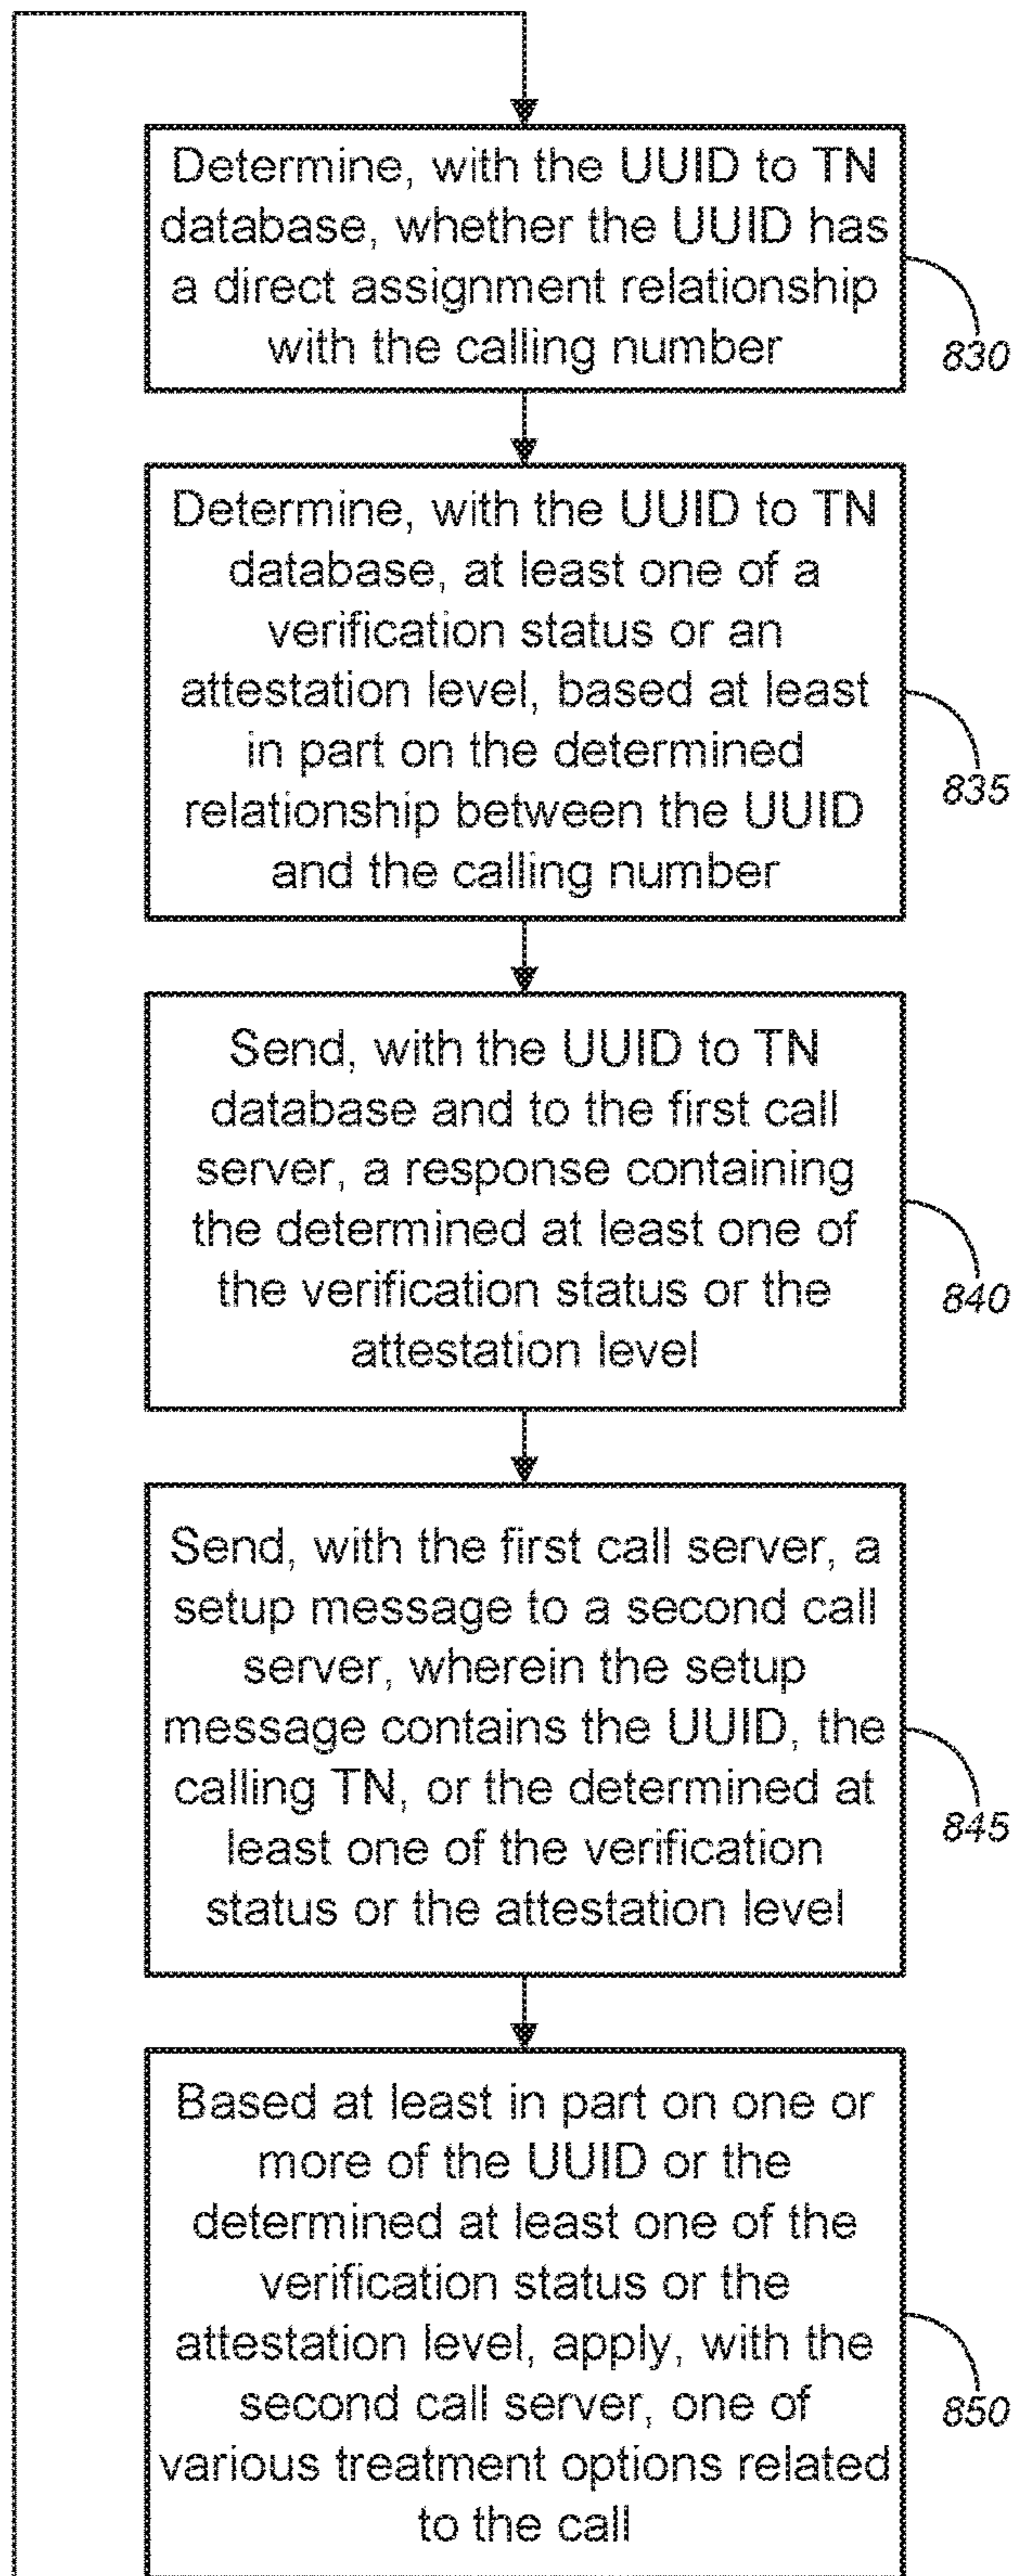 Determine, with the UUID to TN
database, whether the UUID has
a direct assignment relationship
with the calling number
830
Determine, with the UUID to TN
database, at least one of a
verification status or an
attestation level, based at least
in part on the determined
relationship between the UUID
and the calling number
835
Send, with the UUID to TN
database and to the first call
server, a response containing
the determined at least one of
the verification status or the
attestation level
840
Send, with the first call server, a
setup message to a second call
server, wherein the setup
message contains the UUID, the
calling TN, or the determined at
least one of the verification
status or the attestation level
845
Based at least in part on one or
more of the UUID or the
determined at least one of the
verification status or the
attestation level, apply, with the
second call server, one of
various treatment options related
to the call
850